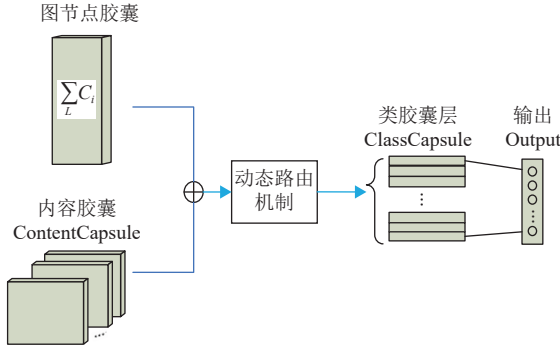 图节点胶囊
∑C_i
L
内容胶囊
ContentCapsule
...
动态路由
机制
类胶囊层
ClassCapsule
...
输出
Output
...